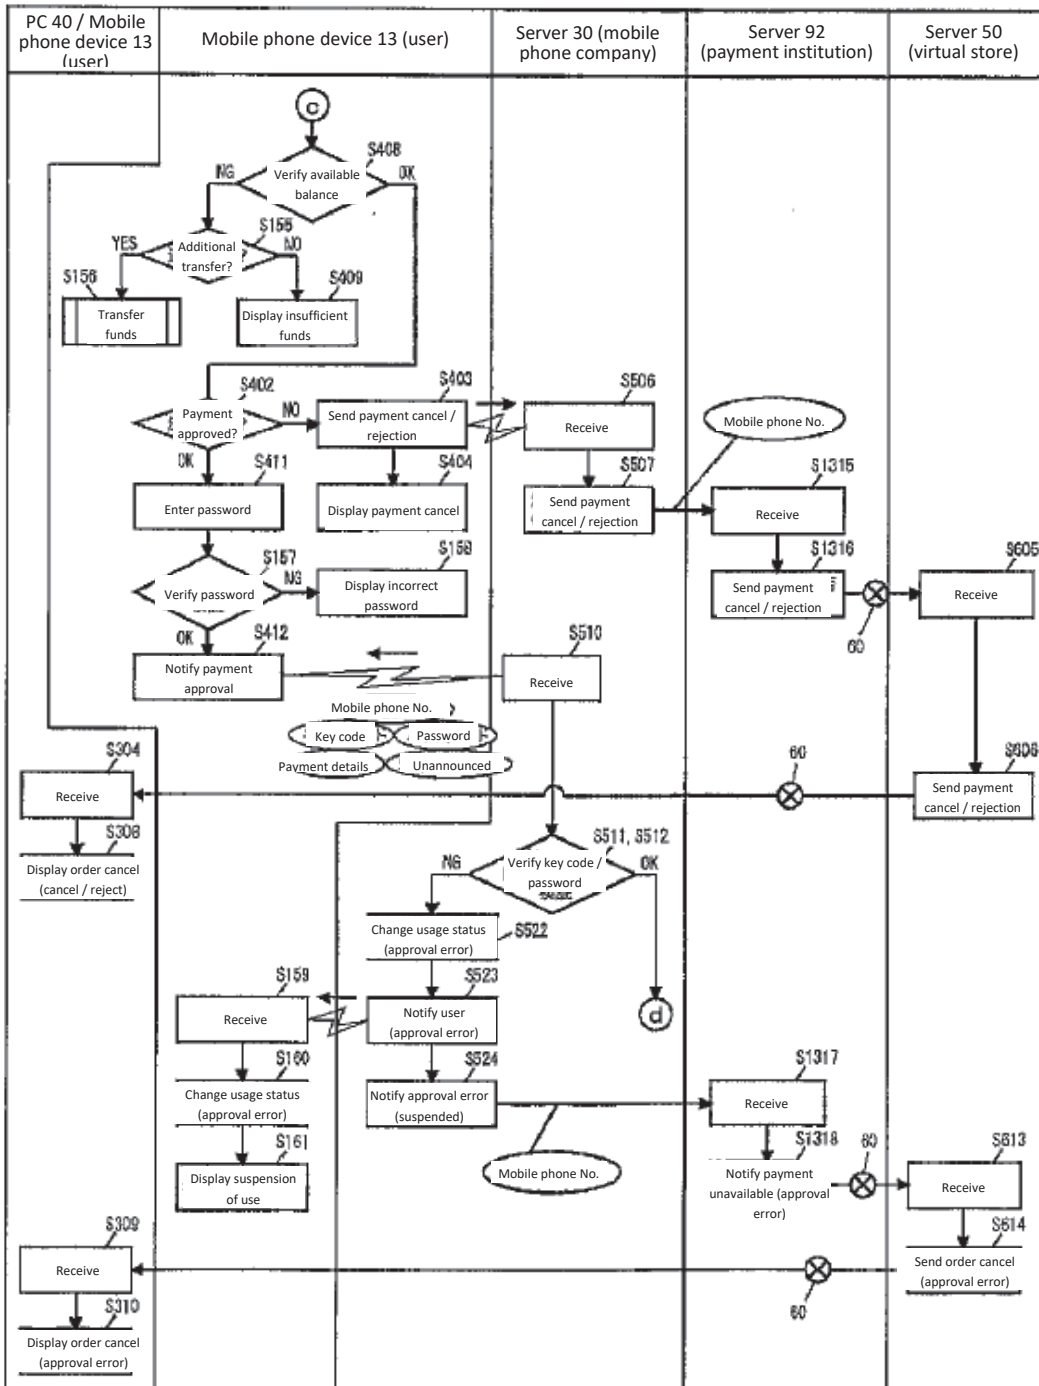 PC 40 / Mobile
phone device 13
(user)
Mobile phone device 13 (user)
Server 30 (mobile
phone company)
Server 92
(payment institution)
Server 50
(virtual store)
C
S408
Verify available
balance
NG
OK
S155
Additional
transfer?
YES
NO
S156
Transfer
funds
S409
Display insufficient
funds
S402
Payment
approved?
NO
OK
S403
Send payment cancel /
rejection
S506
Receive
Mobile phone No.
S411
Enter password
S404
Display payment cancel
S507
Send payment
cancel / rejection
S1315
Receive
S157
Verify password
NG
OK
S158
Display incorrect
password
S1316
Send payment
cancel / rejection
60
S605
Receive
S412
Notify payment
approval
S510
Receive
Mobile phone No.
Key code
Password
Payment details
Unannounced
S304
Receive
60
S606
Send payment
cancel / rejection
S308
Display order cancel
(cancel / reject)
S511, S512
Verify key code /
password
NG
OK
Change usage status
(approval error)
S522
S159
Receive
S523
Notify user
(approval error)
d
S160
Change usage status
(approval error)
S524
Notify approval error
(suspended)
S1317
Receive
S161
Display suspension
of use
Mobile phone No.
S1318
Notify payment
unavailable (approval
error)
60
S613
Receive
S309
Receive
60
S614
Send order cancel
(approval error)
S310
Display order cancel
(approval error)